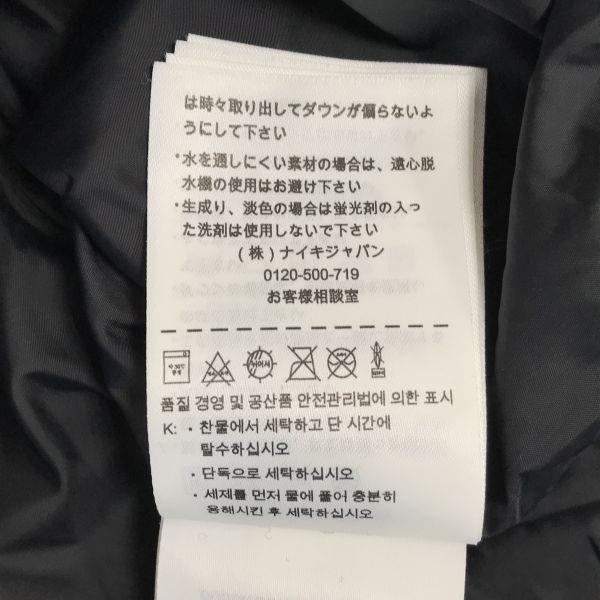 は時々取り出してダウンが偏らないよ
うにして下さい
・水を通しにくい素材の場合は、遠心脱
水機の使用はお避け下さい
・生成り、淡色の場合は蛍光剤の入っ
た洗剤は使用しないで下さい
(株)ナイキジャパン
0120-500-719
お客様相談室
품질 경영 및 공산품 안전관리법에 의한 표시
K: • 찬물에서 세탁하고 단 시간에
탈수하십시오
• 단독으로 세탁하십시오
• 세제를 먼저 물에 풀어 충분히
용해시킨 후 세탁하십시오